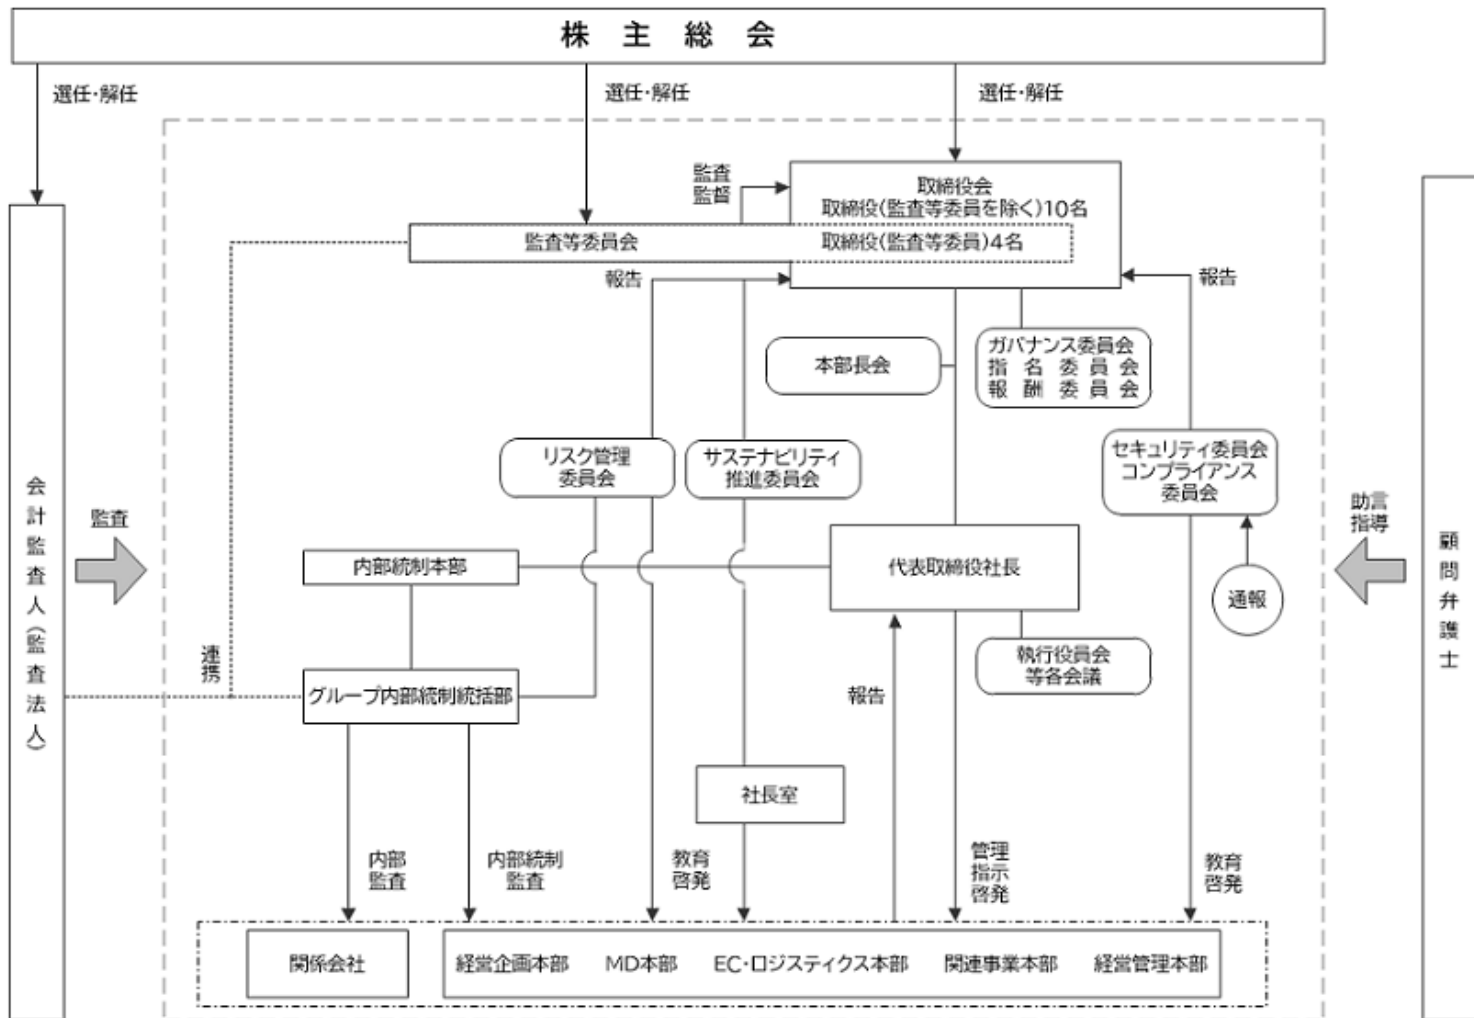 株主総会
選任・解任
選任・解任
選任・解任
監査
監督
取締役会
取締役(監査等委員を除く)10名
監査等委員会
取締役(監査等委員)4名
報告
報告
本部長会
ガバナンス委員会
指名委員会
報酬委員会
リスク管理
委員会
サステナビリティ
推進委員会
セキュリティ委員会
コンプライアンス
委員会
会計監査人(監査法人)
監査
助言
指導
顧問弁護士
内部統制本部
代表取締役社長
通報
執行役員会
等各会議
連携
グループ内部統制統括部
報告
社長室
内部
監査
内部統制
監査
教育
啓発
管理
指示
啓発
教育
啓発
関係会社
経営企画本部
MD本部
EC・ロジスティクス本部
関連事業本部
経営管理本部